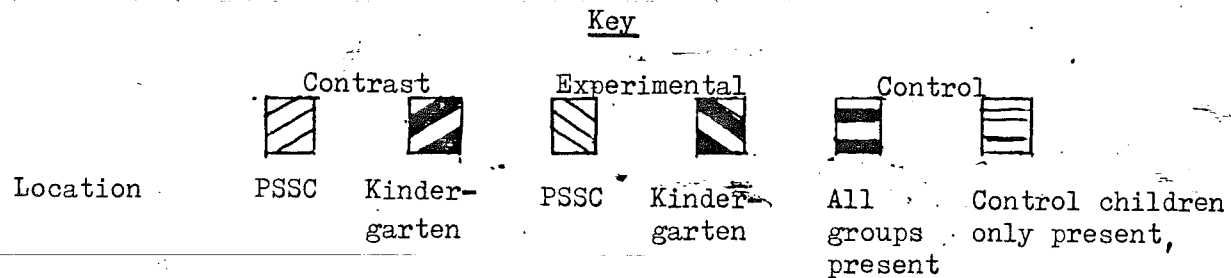 Key
Contrast Experimental Control
Location PSSC Kinder- PSSC Kinder- All Control children
garten garten groups only present,
present